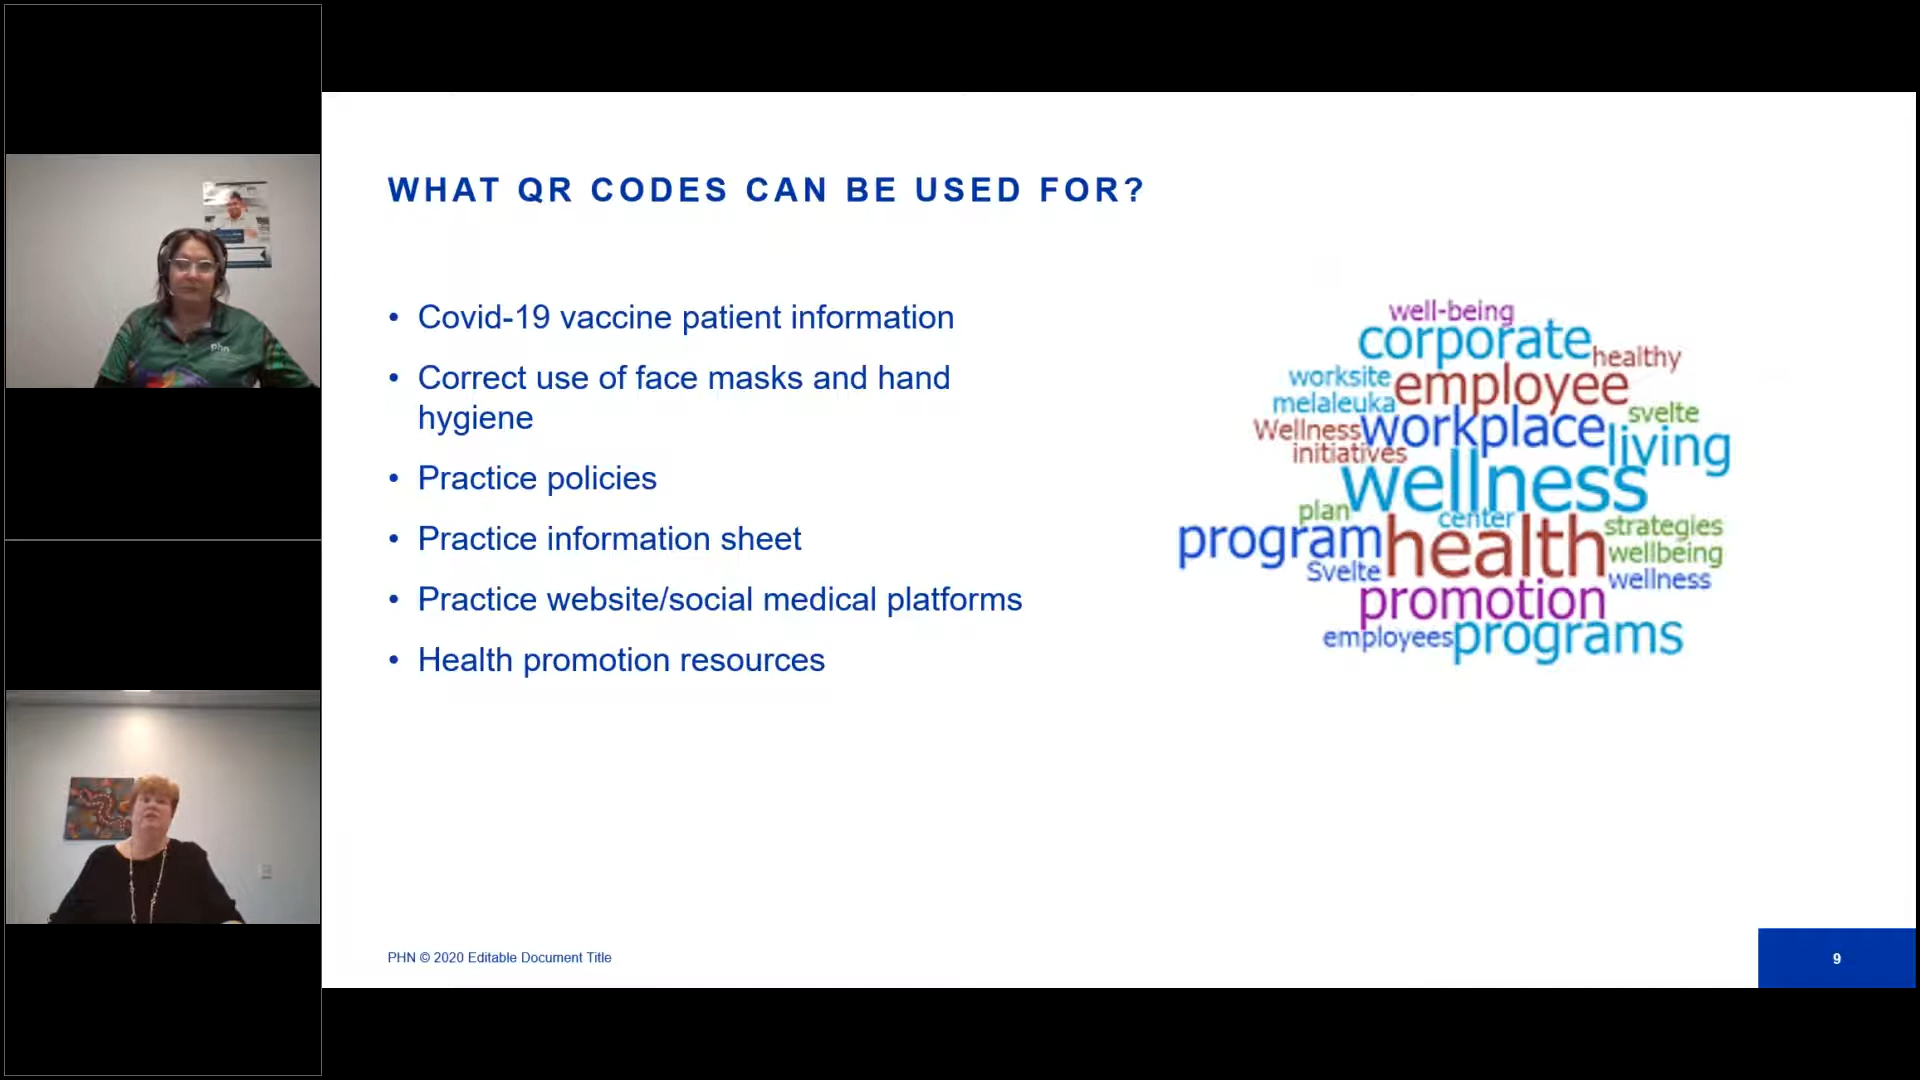 WHAT QR CODES CAN BE USED FOR?
• Covid-19 vaccine patient information
• Correct use of face masks and hand
hygiene
• Practice policies
• Practice information sheet
• Practice website/social medical platforms
• Health promotion resources
well-being
corporate
healthy
worksite
employee
melaleuka
svelte
Wellness
workplace
living
initiatives
wellness
plan
center
strategies
program
health
wellbeing
Svelte
wellness
promotion
employees
programs
phn
PHN © 2020 Editable Document Title
9